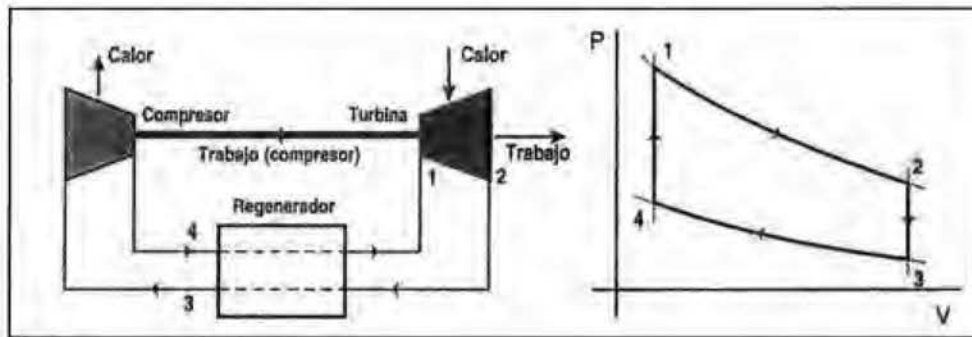 Calor
Calor
Compresor
Turbina
Trabajo (compresor)
Trabajo
1
2
Regenerador
4
3
P
1
2
4
3
V